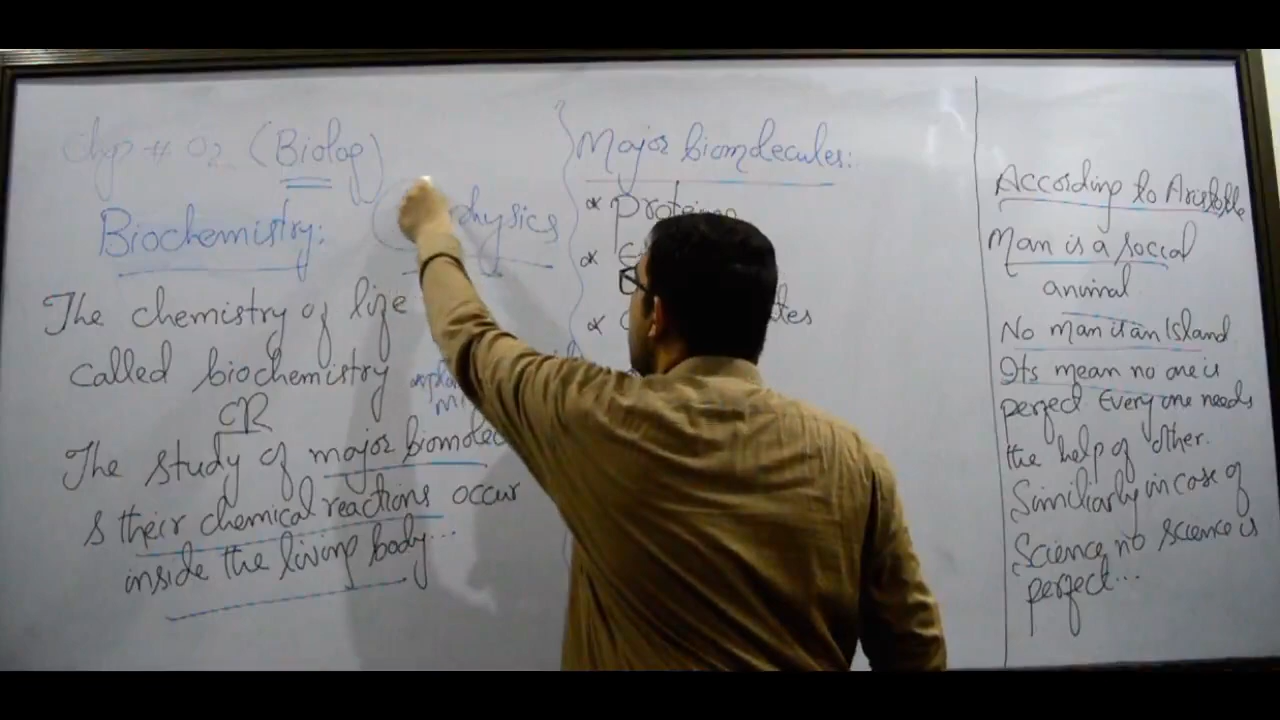 Chp # 02 (Biology)
Biochemistry:
physics
The chemistry of life
called biochemistry
OR
The study of major biomolec
& their chemical reactions occur
inside the living body...
Major biomolecules:
* Proteins
*
*
According to Aristotle
Man is a social
animal
No man is an Island
Its mean no one is
perfect Every one needs
the help of other.
Similiarly in case of
Science, no science is
perfect...